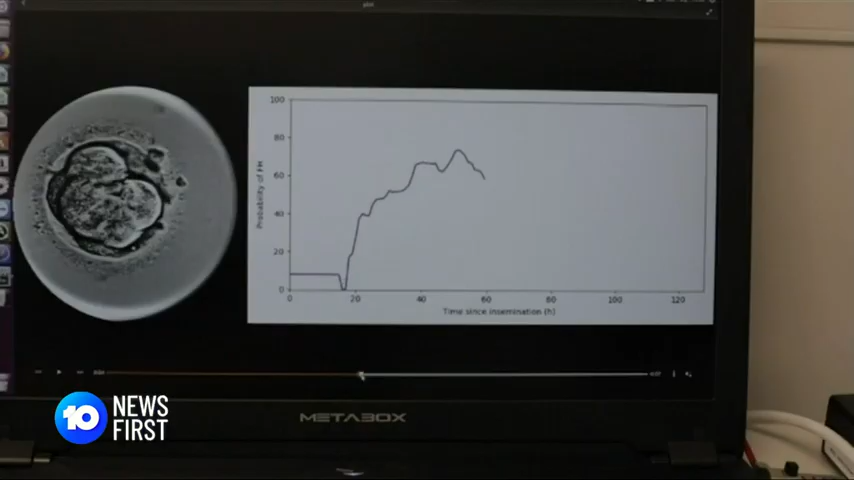 plot
100
80
60
40
20
0
Probability of FH
0 20 40 60 80 100 120
Time since insemination (h)
METABOX
10 NEWS
FIRST